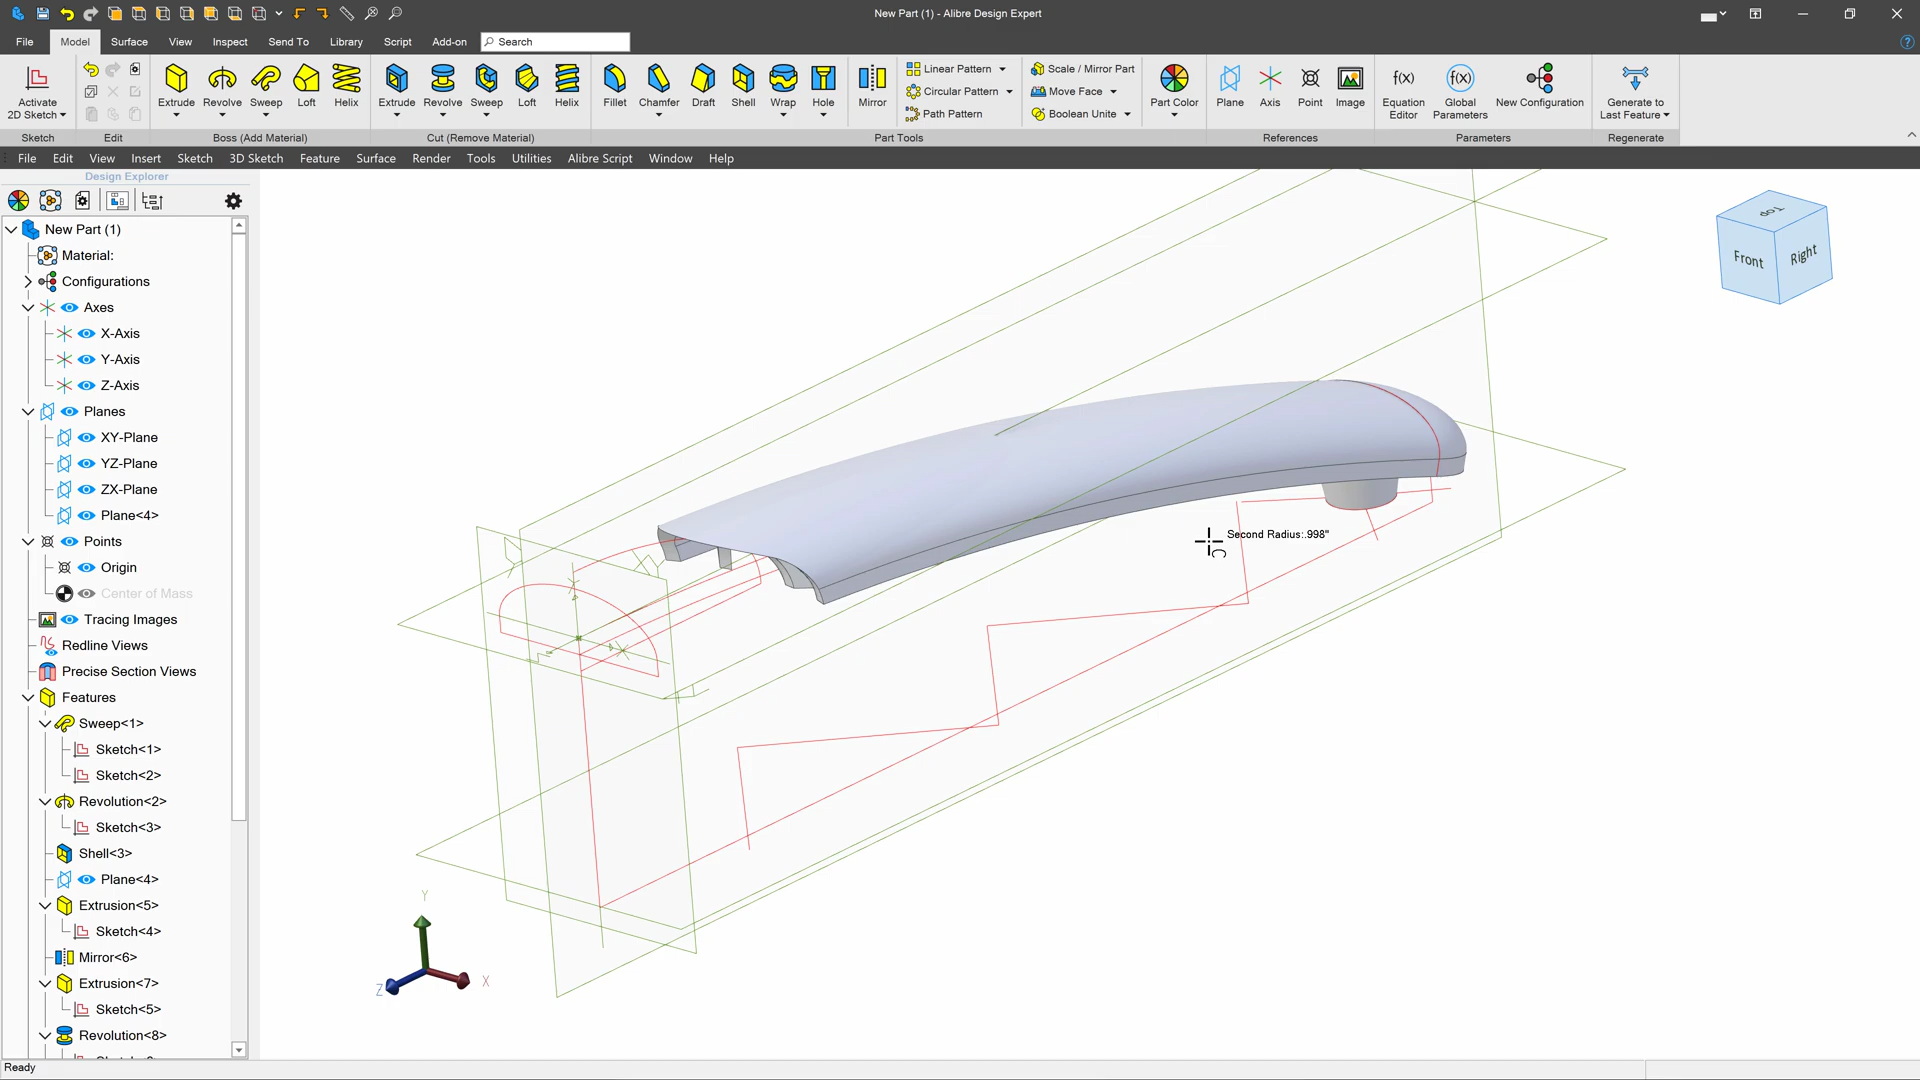 New Part (1) - Alibre Design Expert
File Model Surface View Inspect Send To Library Script Add-on Search
Activate 2D Sketch
Extrude Revolve Sweep Loft Helix
Extrude Revolve Sweep Loft Helix
Fillet Chamfer Draft Shell Wrap Hole Mirror
Linear Pattern
Circular Pattern
Path Pattern
Scale / Mirror Part
Move Face
Boolean Unite
Part Color
Plane Axis Point Image
Equation Editor
Global Parameters
New Configuration
Generate to Last Feature
Sketch Edit Boss (Add Material) Cut (Remove Material) Part Tools References Parameters Regenerate
File Edit View Insert Sketch 3D Sketch Feature Surface Render Tools Utilities Alibre Script Window Help
Design Explorer
New Part (1)
Material:
Configurations
Axes
X-Axis
Y-Axis
Z-Axis
Planes
XY-Plane
YZ-Plane
ZX-Plane
Plane<4>
Points
Origin
Center of Mass
Tracing Images
Redline Views
Precise Section Views
Features
Sweep<1>
Sketch<1>
Sketch<2>
Revolution<2>
Sketch<3>
Shell<3>
Plane<4>
Extrusion<5>
Sketch<4>
Mirror<6>
Extrusion<7>
Sketch<5>
Revolution<8>
Top
Front
Right
Second Radius:.998"
Y
X
Z
Ready